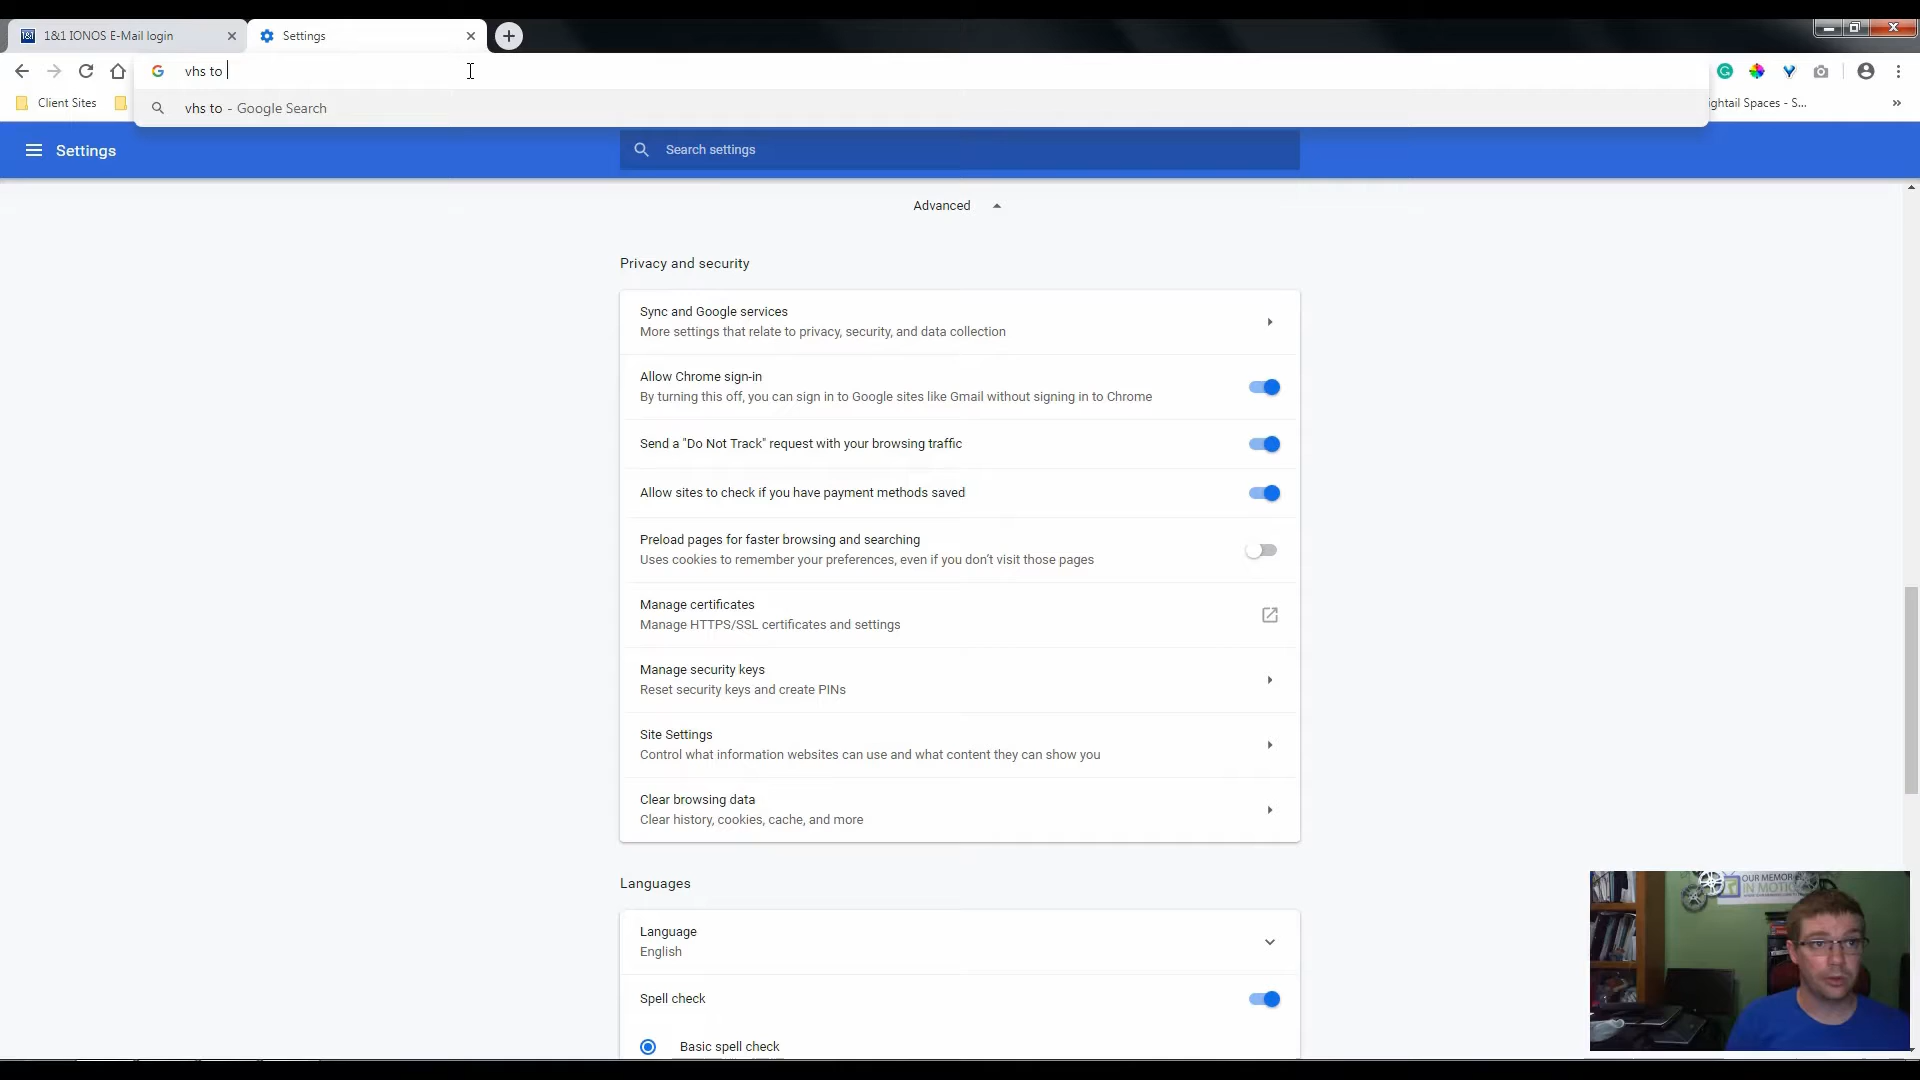 1&1 IONOS E-Mail login
Settings
vhs to
vhs to - Google Search
Client Sites
ightail Spaces - S...
Settings
Search settings
Advanced
Privacy and security
Sync and Google services
More settings that relate to privacy, security, and data collection
Allow Chrome sign-in
By turning this off, you can sign in to Google sites like Gmail without signing in to Chrome
Send a "Do Not Track" request with your browsing traffic
Allow sites to check if you have payment methods saved
Preload pages for faster browsing and searching
Uses cookies to remember your preferences, even if you don't visit those pages
Manage certificates
Manage HTTPS/SSL certificates and settings
Manage security keys
Reset security keys and create PINs
Site Settings
Control what information websites can use and what content they can show you
Clear browsing data
Clear history, cookies, cache, and more
Languages
Language
English
Spell check
Basic spell check
OUR MEMOR
IN MOTIO